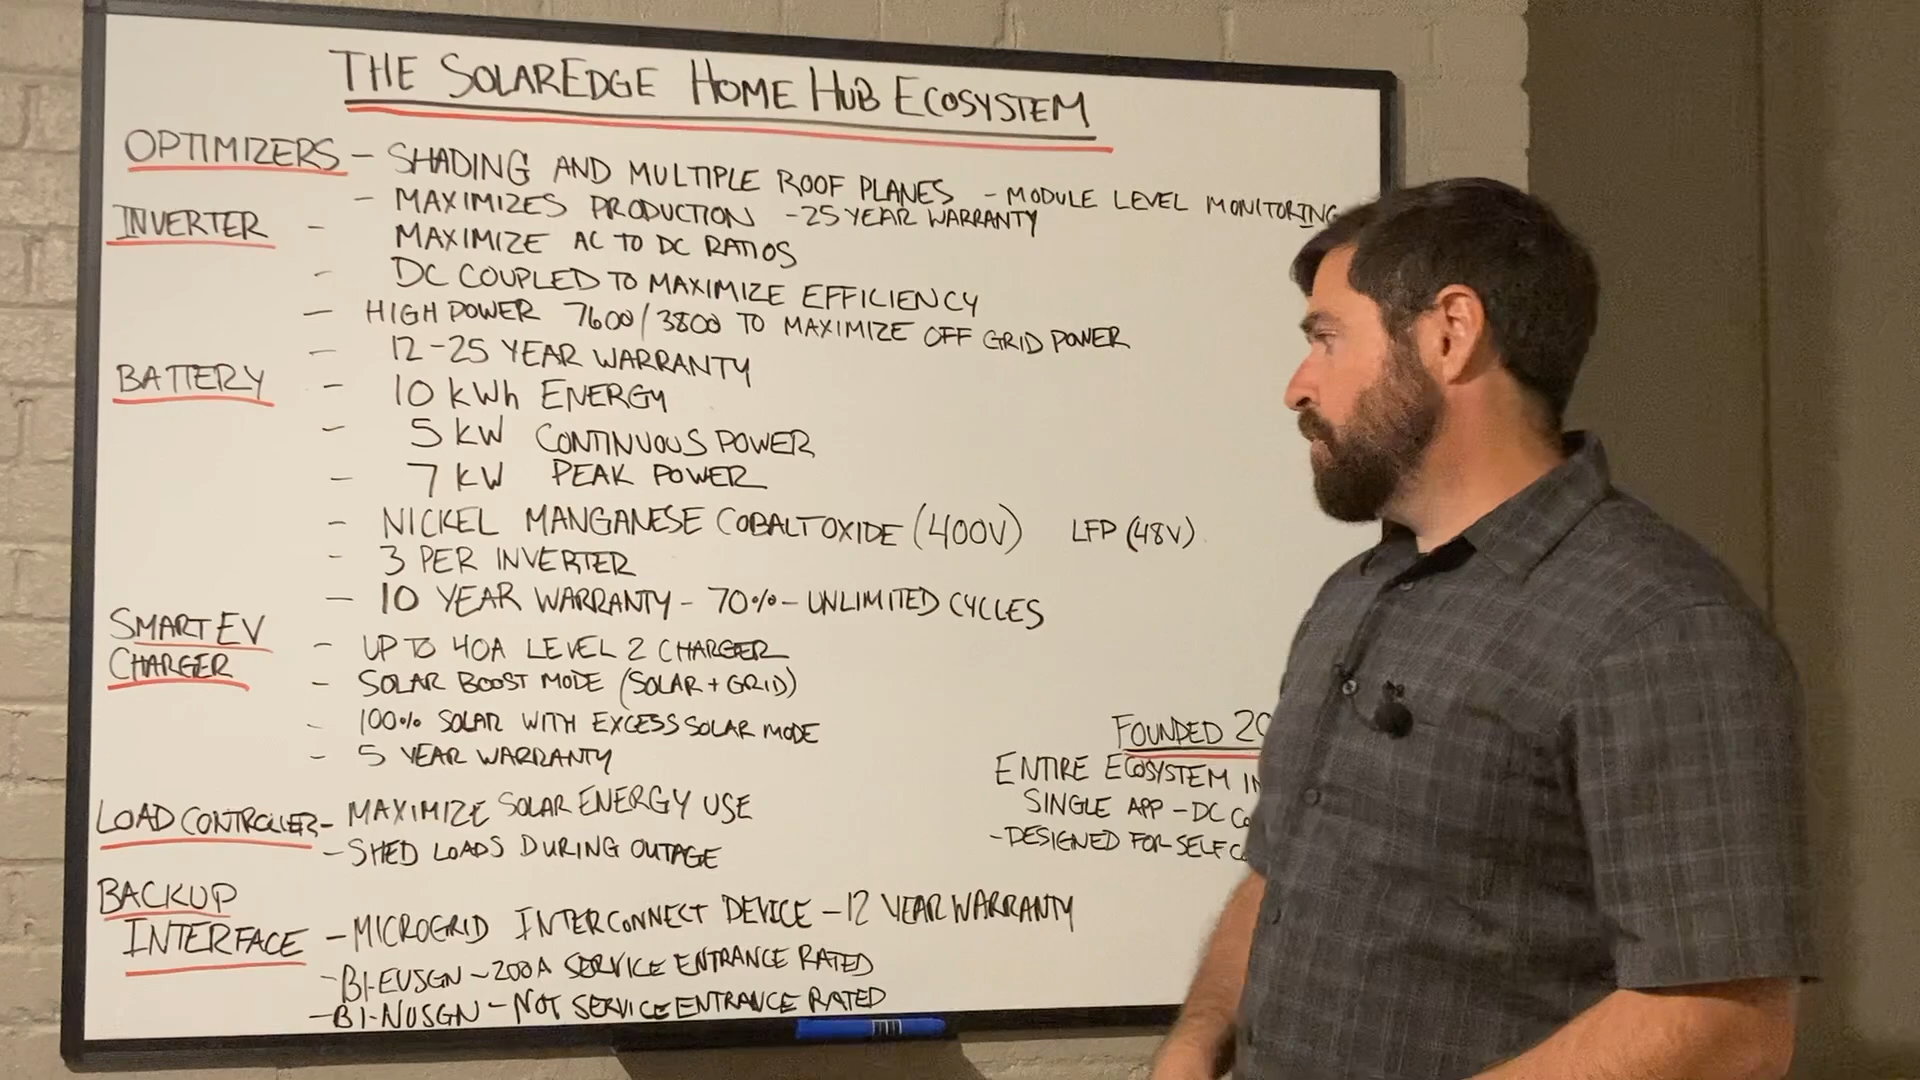 THE SOLAREDGE HOME HUB ECOSYSTEM
OPTIMIZERS - SHADING AND MULTIPLE ROOF PLANES - MODULE LEVEL MONITORING
- MAXIMIZES PRODUCTION - 25 YEAR WARRANTY
INVERTER - MAXIMIZE AC TO DC RATIOS
- DC COUPLED TO MAXIMIZE EFFICIENCY
- HIGH POWER 7600/3800 TO MAXIMIZE OFF GRID POWER
- 12-25 YEAR WARRANTY
BATTERY - 10 kWh ENERGY
- 5 KW CONTINUOUS POWER
- 7 KW PEAK POWER
- NICKEL MANGANESE COBALT OXIDE (400V) LFP (48V)
- 3 PER INVERTER
- 10 YEAR WARRANTY - 70% - UNLIMITED CYCLES
SMART EV
CHARGER
- UP TO 40A LEVEL 2 CHARGER
- SOLAR BOOST MODE (SOLAR + GRID)
- 100% SOLAR WITH EXCESS SOLAR MODE
- 5 YEAR WARRANTY
FOUNDED
ENTIRE ECOSYSTEM
SINGLE APP - DC
- DESIGNED FOR SELF
LOAD CONTROLLER - MAXIMIZE SOLAR ENERGY USE
- SHED LOADS DURING OUTAGE
BACKUP
INTERFACE - MICROGRID INTERCONNECT DEVICE - 12 YEAR WARRANTY
- BI-EUSGN - 200A SERVICE ENTRANCE RATED
- BI-NUSGN - NOT SERVICE ENTRANCE RATED